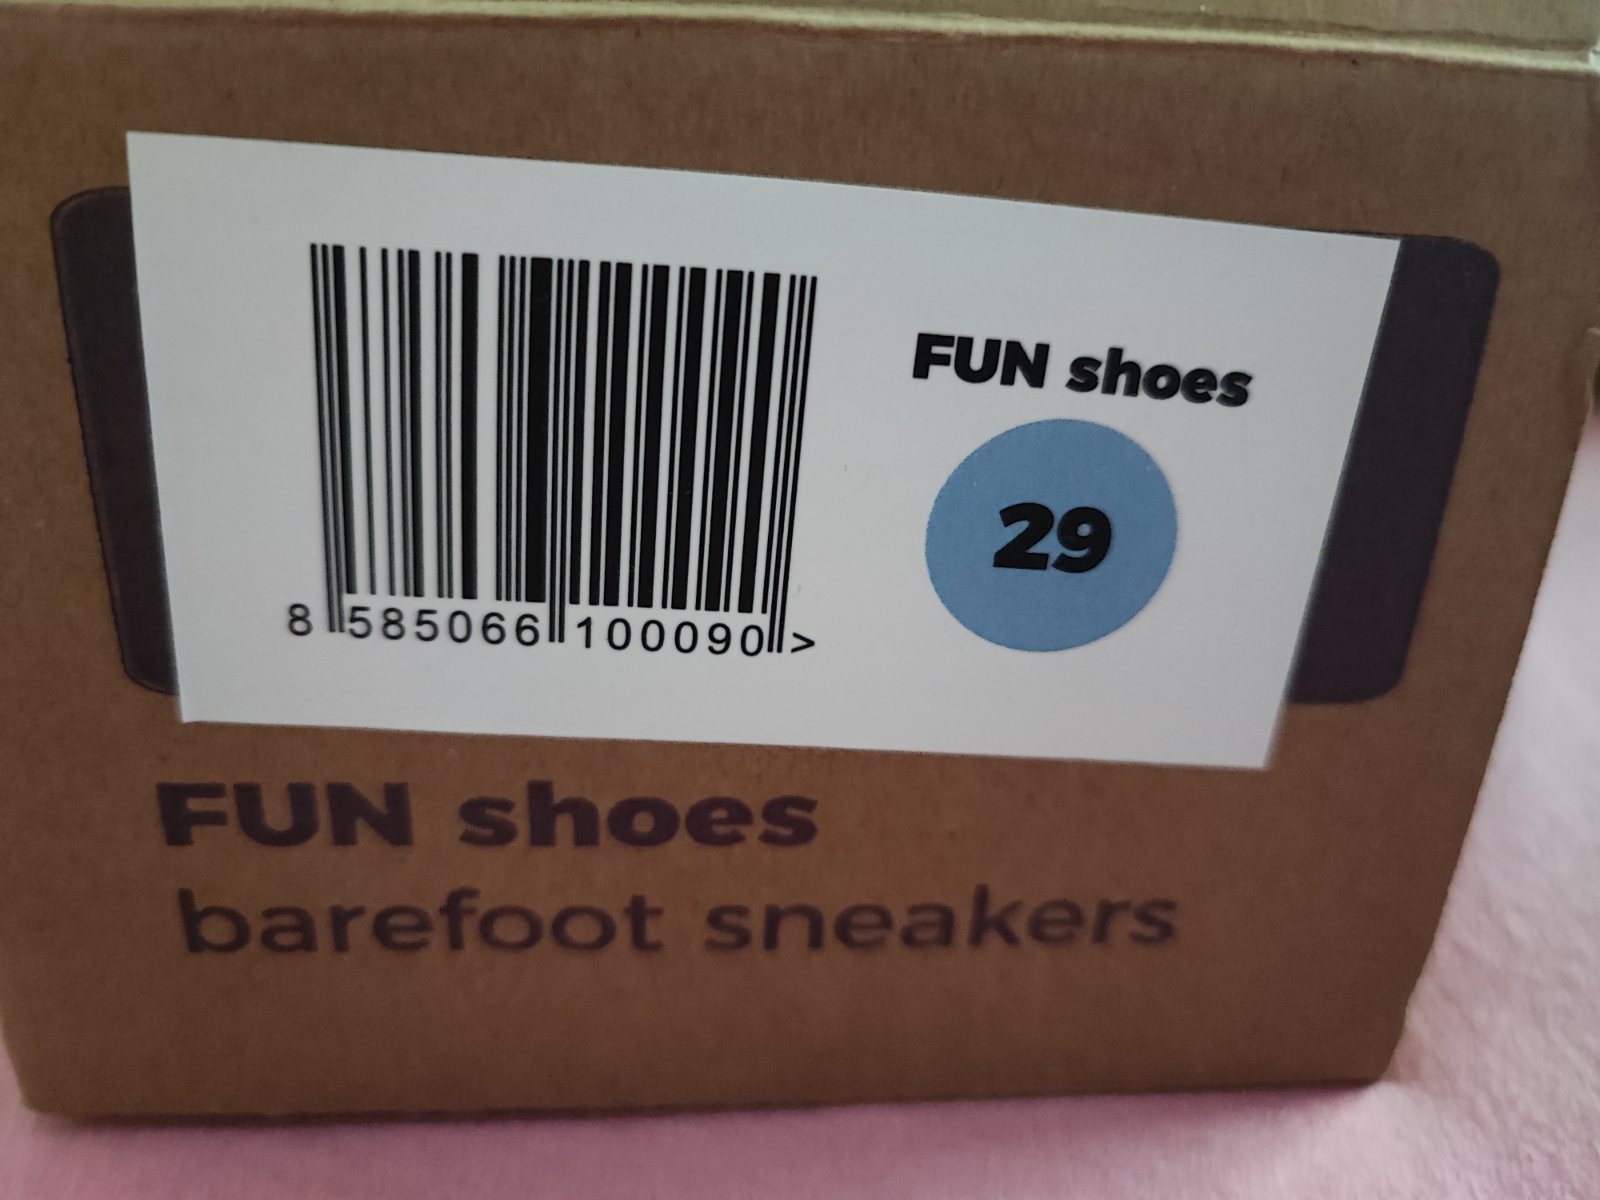 FUN shoes
29
8 585066 100090 >
FUN shoes
barefoot sneakers